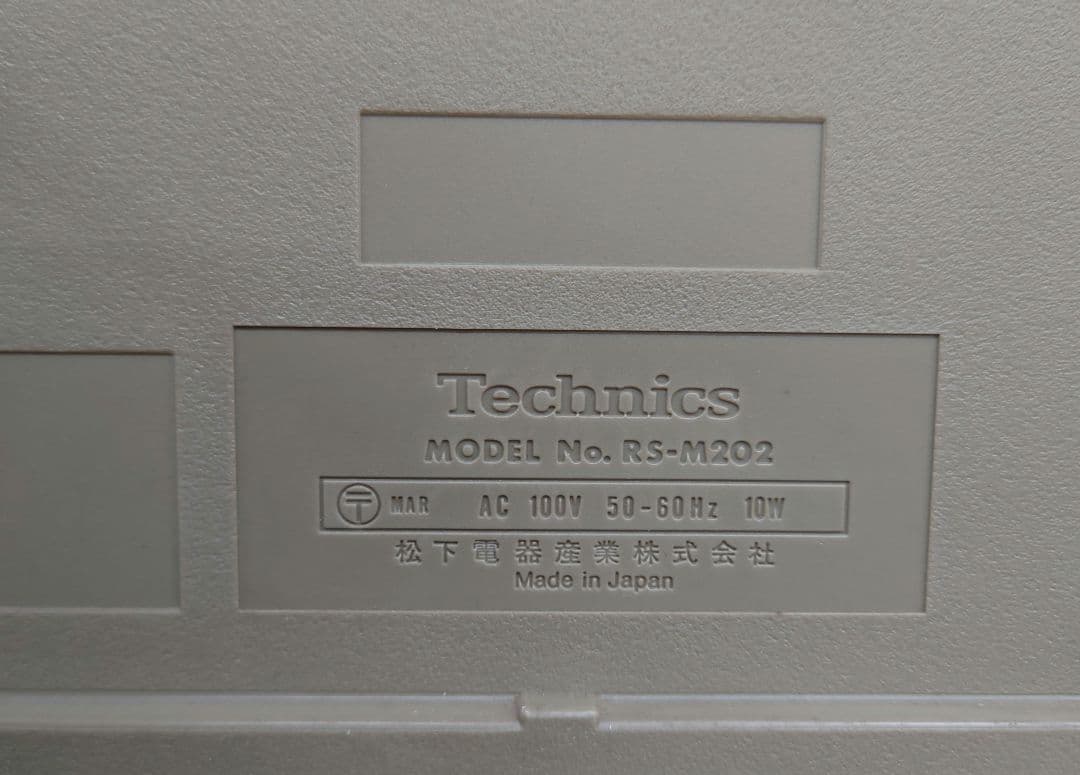 Technics
MODEL No. RS-M202
〒 MAR AC 100V 50-60Hz 10W
松下電器産業株式会社
Made in Japan